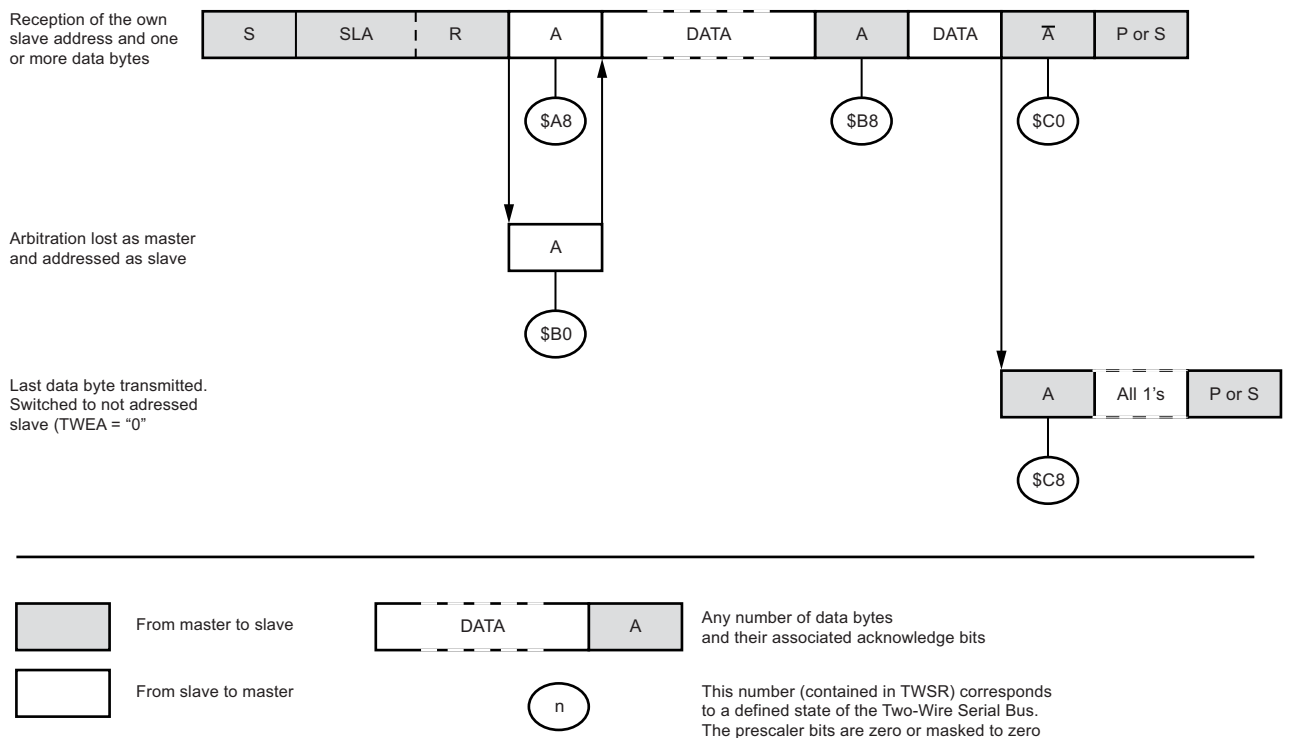 Reception of the own
slave address and one
or more data bytes
S SLA R A DATA A DATA A̅ P or S
$A8 $B8 $C0
Arbitration lost as master
and addressed as slave
A
$B0
Last data byte transmitted.
Switched to not adressed
slave (TWEA = “0”
A All 1's P or S
$C8
From master to slave
DATA A
Any number of data bytes
and their associated acknowledge bits
From slave to master
n
This number (contained in TWSR) corresponds
to a defined state of the Two-Wire Serial Bus.
The prescaler bits are zero or masked to zero